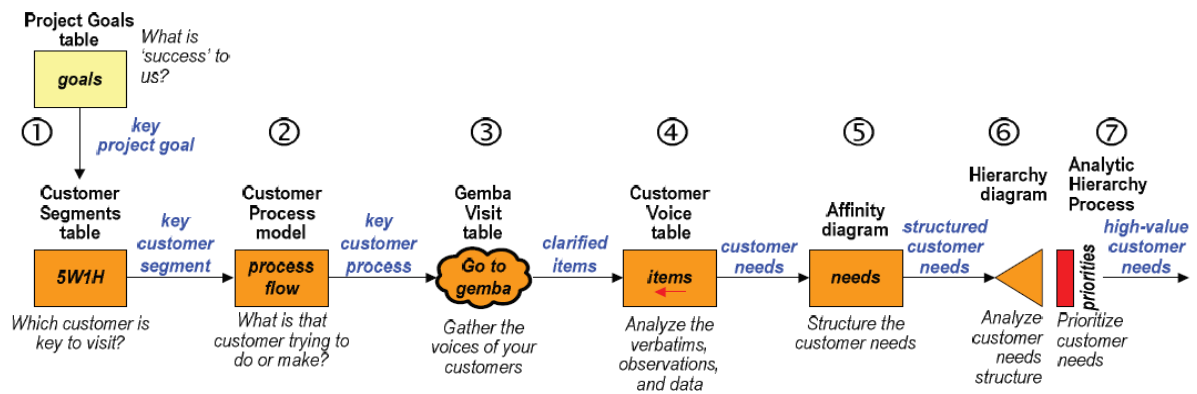 Project Goals
table
What is
‘success’ to
us?
goals
①
key
project goal
②
③
④
⑤
⑥
⑦
Customer
Segments
table
key
customer
segment
5W1H
Which customer is
key to visit?
Customer
Process
model
key
customer
process
process
flow
What is that
customer trying to
do or make?
Gemba
Visit
table
clarified
items
Go to
gemba
Gather the
voices of your
customers
Customer
Voice
table
customer
needs
items
Analyze the
verbatims,
observations,
and data
Affinity
diagram
structured
customer
needs
needs
Structure the
customer needs
Hierarchy
diagram
Analyze
customer
needs
structure
Analytic
Hierarchy
Process
high-value
customer
needs
priorities
Prioritize
customer
needs